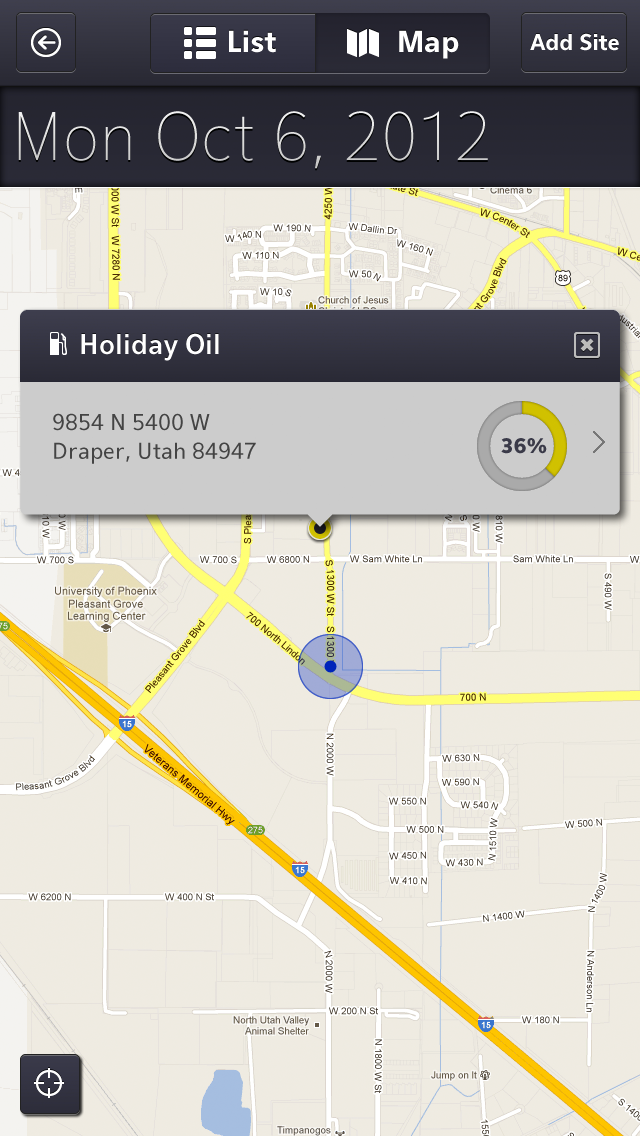 List
Map
Add Site
Mon Oct 6, 2012
Cinema 6
4250 W
W 7280 N
W Center St
W 190 N
W Dallin Dr
W 140 N
W 160 N
W 110 N
W 50 N
89
W 10 S
Church of Jesus
Holiday Oil
9854 N 5400 W
Draper, Utah 84947
36%
W 700 S
W 700 S
W 6800 N
Sam White Ln
Sam White Ln
S 1300 W St
S 490 W
University of Phoenix
Pleasant Grove
Learning Center
700 North Lindon
S 1300
Pleasant Grove Blvd
700 N
15
N 2000 W
Veterans Memorial Hwy
Pleasant Grove Blvd
W 630 N
W 590 N
W 550 N
W 540 N
275
W 500 N
W 500 N
N 1510 W
W 450 N
W 430 N
15
W 410 N
W 6200 N
W 400 N St
N 1400 W
N 1400 W
N 2000 W
N Anderson Ln
W 200 N St
North Utah Valley
Animal Shelter
15
W 180 N
N 1800 W
Jump on It
Timpanogos